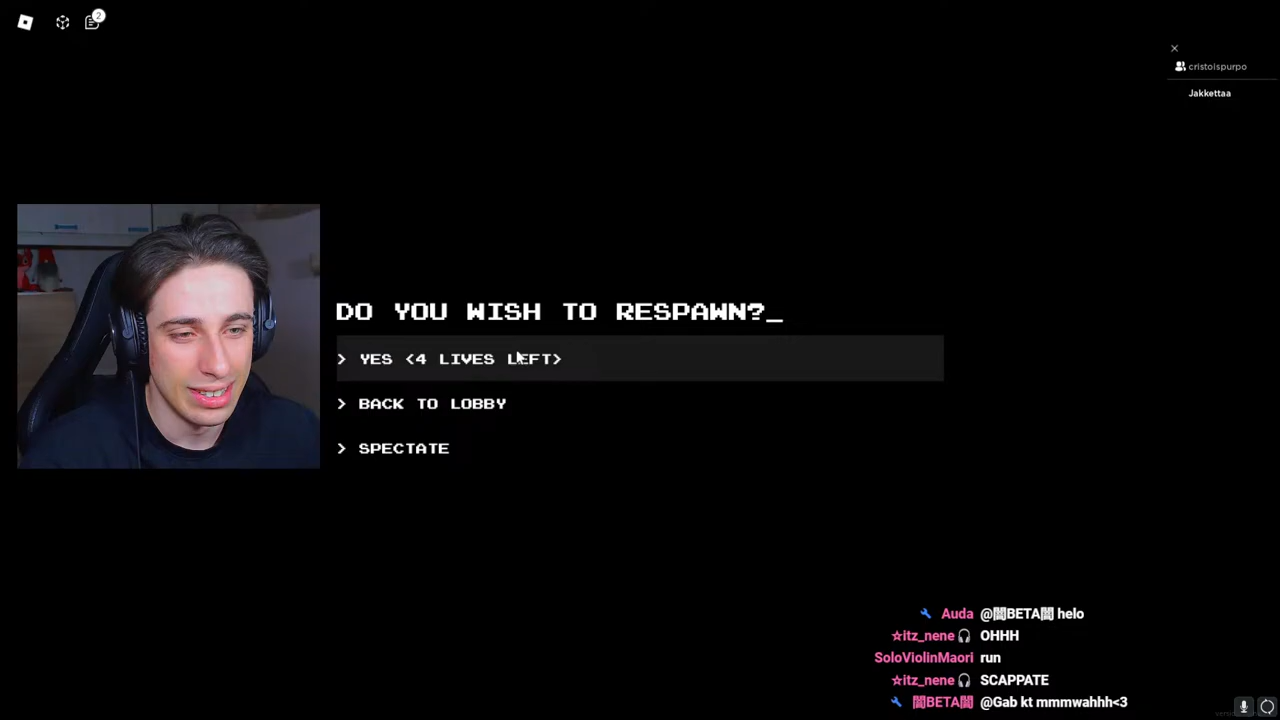 2
cristoispurpo
Jakkettaa
DO YOU WISH TO RESPAWN?_
> YES <4 LIVES LEFT>
> BACK TO LOBBY
> SPECTATE
Auda @闇BETA闇 helo
☆itz_nene🎧 OHHH
SoloViolinMaori run
☆itz_nene🎧 SCAPPATE
闇BETA闇 @Gab kt mmmwahhh<3